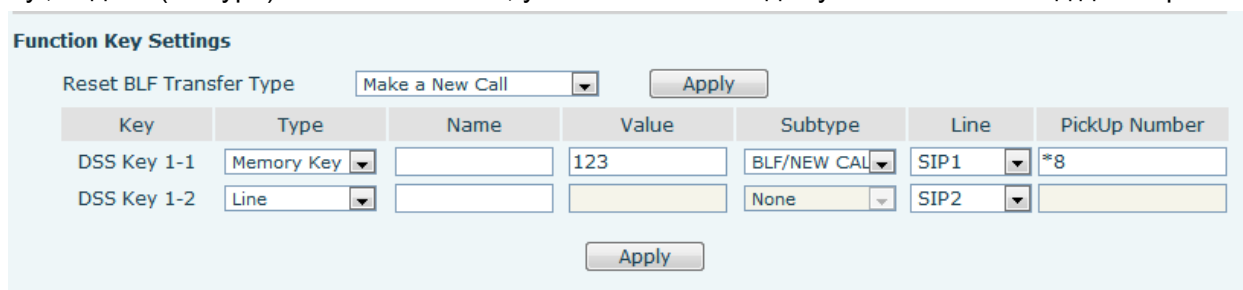 Function Key Settings
Reset BLF Transfer Type Make a New Call Apply
Key Type Name Value Subtype Line PickUp Number
DSS Key 1-1 Memory Key 123 BLF/NEW CAL SIP1 *8
DSS Key 1-2 Line None SIP2
Apply